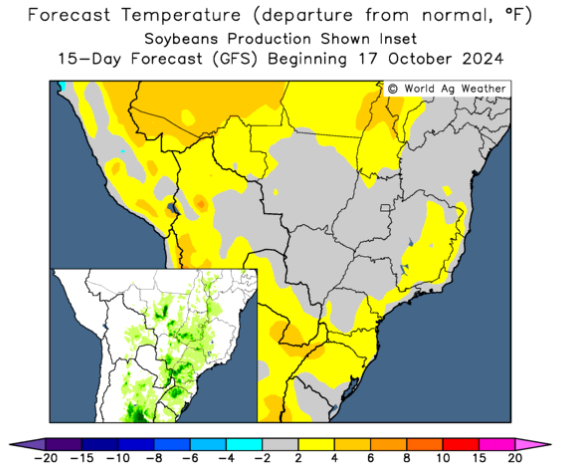 Forecast Temperature (departure from normal, °F)
Soybeans Production Shown Inset
15-Day Forecast (GFS) Beginning 17 October 2024
© World Ag Weather
-20 -15 -10 -8 -6 -4 -2 2 4 6 8 10 15 20